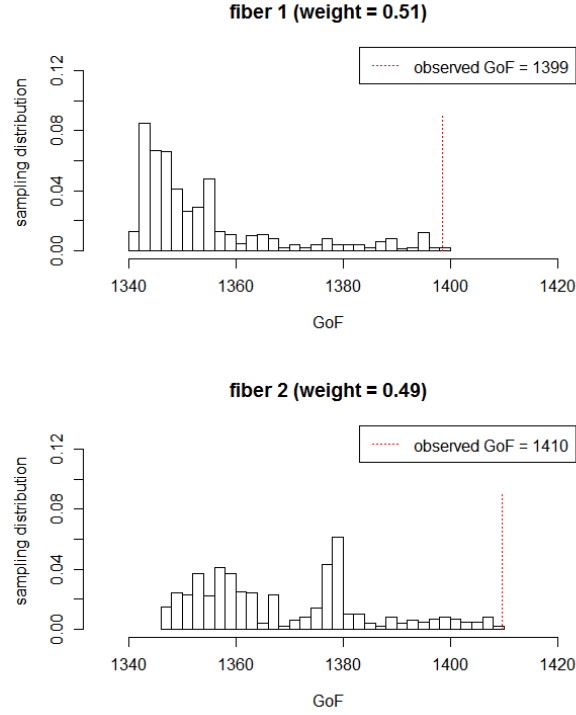 fiber 1 (weight = 0.51)
observed GoF = 1399
sampling distribution
0.12
0.08
0.04
0.00
1340
1360
1380
1400
1420
GoF
fiber 2 (weight = 0.49)
observed GoF = 1410
sampling distribution
0.12
0.08
0.04
0.00
1340
1360
1380
1400
1420
GoF